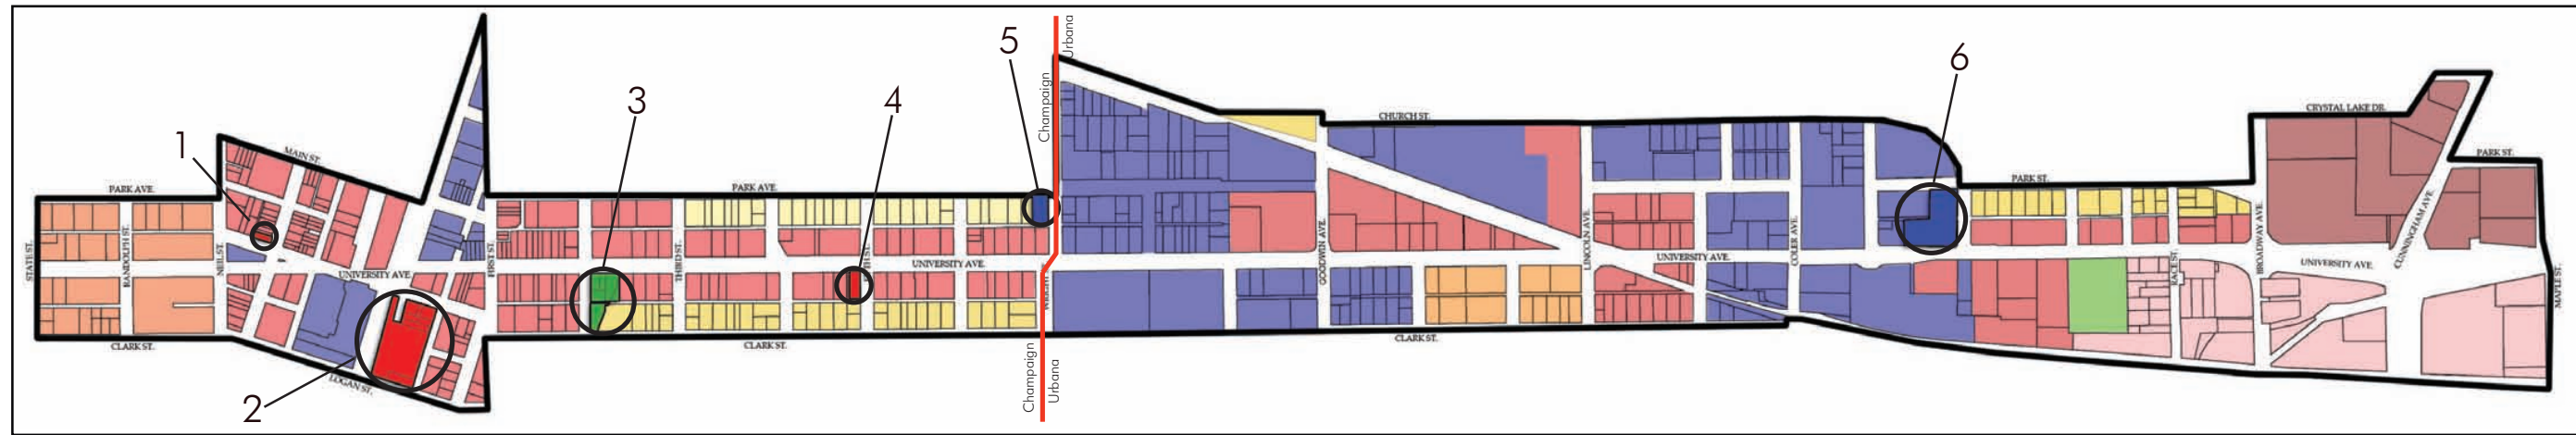 1
2
3
4
5
6
Champaign
Urbana
Champaign
Urbana
MAIN ST.
PARK AVE.
PARK AVE.
CHURCH ST.
CRYSTAL LAKE DR.
PARK ST.
PARK ST.
STATE ST.
RANDOLPH ST.
NEIL ST.
UNIVERSITY AVE.
FIRST ST.
THIRD ST.
TH ST.
UNIVERSITY AVE.
GOODWIN AVE.
LINCOLN AVE.
UNIVERSITY AVE.
COLER AVE.
RACE ST.
BROADWAY AVE.
UNIVERSITY AVE.
CUNNINGHAM AVE.
MAPLE ST.
CLARK ST.
LOGAN ST.
CLARK ST.
CLARK ST.